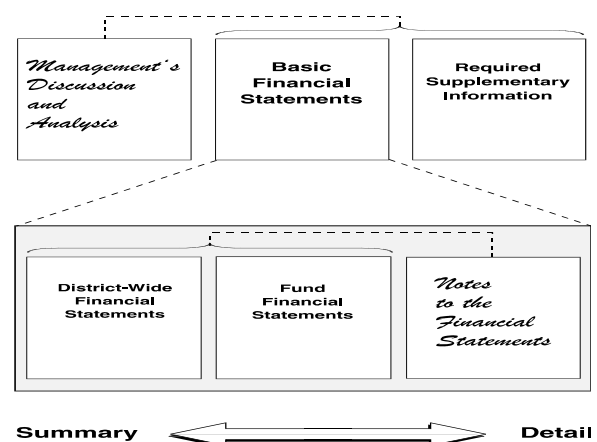 Management's
Discussion
and
Analysis
Basic
Financial
Statements
Required
Supplementary
Information
District-Wide
Financial
Statements
Fund
Financial
Statements
Notes
to the
Financial
Statements
Summary
Detail